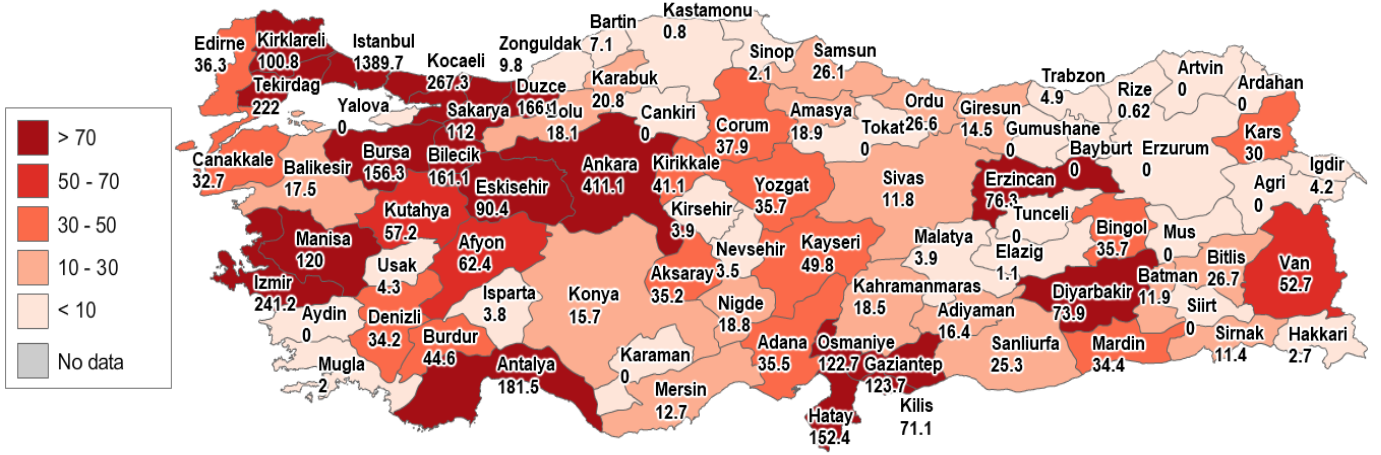 > 70
50 - 70
30 - 50
10 - 30
< 10
No data
Edirne
36.3
Kirklareli
100.8
Istanbul
1389.7
Tekirdag
222
Kocaeli
267.3
Yalova
0
Sakarya
112
Zonguldak
9.8
Duzce
166.1
Bolu
18.1
Bartin
7.1
Karabuk
20.8
Kastamonu
0.8
Cankiri
0
Sinop
2.1
Samsun
26.1
Corum
37.9
Amasya
18.9
Tokat
0
Ordu
26.6
Giresun
14.5
Trabzon
4.9
Gumushane
0
Rize
0.62
Bayburt
0
Artvin
0
Ardahan
0
Kars
30
Erzurum
0
Igdir
4.2
Agri
0
Canakkale
32.7
Balikesir
17.5
Bursa
156.3
Bilecik
161.1
Eskisehir
90.4
Ankara
411.1
Kirikkale
41.1
Yozgat
35.7
Sivas
11.8
Erzincan
76.3
Tunceli
0
Bingol
35.7
Mus
0
Bitlis
26.7
Van
52.7
Kutahya
57.2
Manisa
120
Usak
4.3
Afyon
62.4
Kirsehir
3.9
Nevsehir
3.5
Kayseri
49.8
Malatya
3.9
Elazig
1.1
Diyarbakir
73.9
Batman
11.9
Siirt
0
Izmir
241.2
Aydin
0
Denizli
34.2
Isparta
3.8
Burdur
44.6
Konya
15.7
Aksaray
35.2
Nigde
18.8
Kahramanmaras
18.5
Adiyaman
16.4
Sanliurfa
25.3
Mardin
34.4
Sirnak
11.4
Hakkari
2.7
Mugla
2
Antalya
181.5
Karaman
0
Mersin
12.7
Adana
35.5
Osmaniye
122.7
Gaziantep
123.7
Kilis
71.1
Hatay
152.4